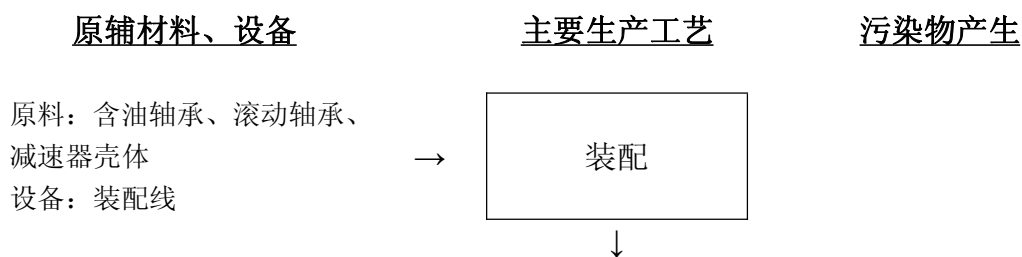 原辅材料、设备 主要生产工艺 污染物产生
原料：含油轴承、滚动轴承、
减速器壳体 → 装配
设备：装配线
↓